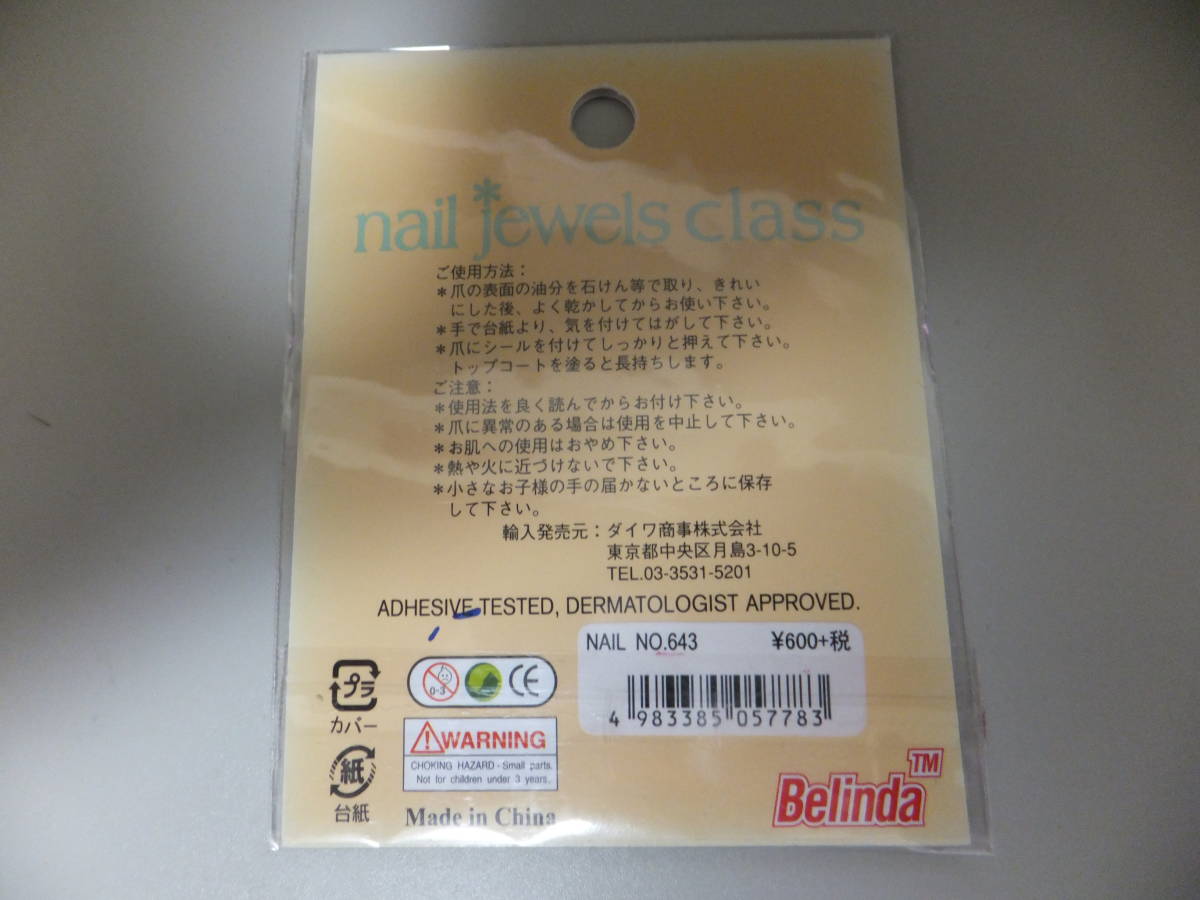 nail jewels class
ご使用方法：
＊爪の表面の油分を石けん等で取り、きれい
にした後、よく乾かしてからお使い下さい。
＊手で台紙より、気を付けてはがして下さい。
＊爪にシールを付けてしっかりと押えて下さい。
トップコートを塗ると長持ちします。
ご注意：
＊使用法を良く読んでからお付け下さい。
＊爪に異常のある場合は使用を中止して下さい。
＊お肌への使用はおやめ下さい。
＊熱や火に近づけないで下さい。
＊小さなお子様の手の届かないところに保存
して下さい。
輸入発売元：ダイワ商事株式会社
東京都中央区月島3-10-5
TEL.03-3531-5201
ADHESIVE TESTED, DERMATOLOGIST APPROVED.
NAIL NO.643 ¥600+税
4 983385 057783
プラ
カバー
紙
台紙
0-3 CE
WARNING
CHOKING HAZARD - Small parts.
Not for children under 3 years.
Made in China
Belinda TM